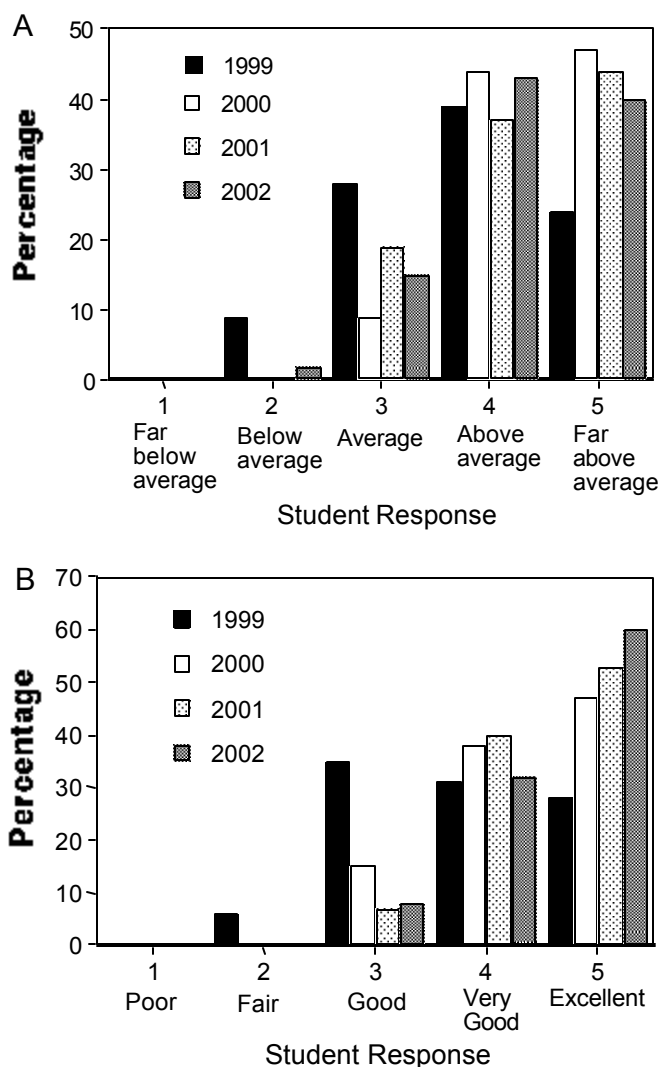 A
Percentage
50
40
30
20
10
0
1999
2000
2001
2002
1 2 3 4 5
Far below average
Below average
Average
Above average
Far above average
Student Response
B
Percentage
70
60
50
40
30
20
10
0
1999
2000
2001
2002
1 2 3 4 5
Poor
Fair
Good
Very Good
Excellent
Student Response